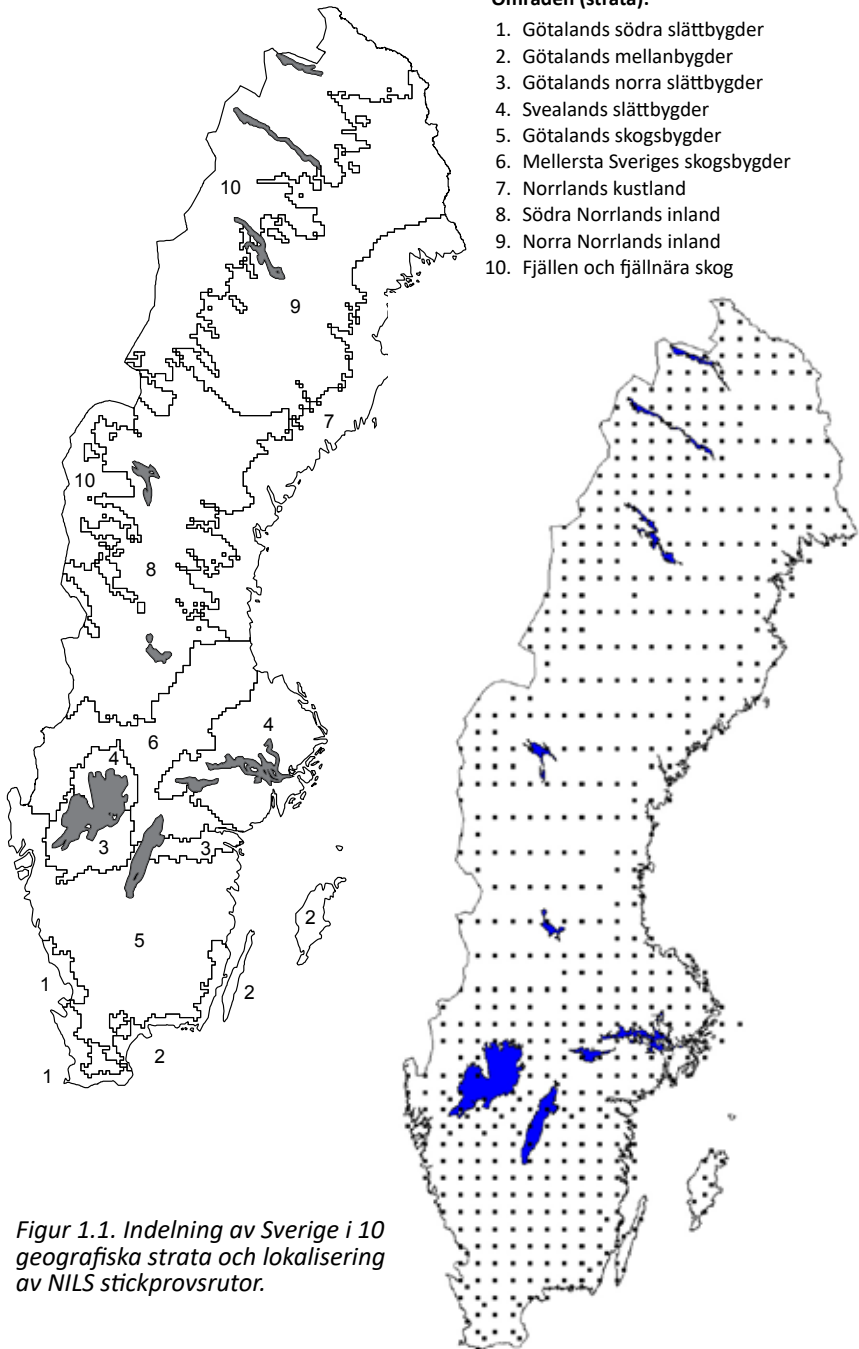 Områden (strata):
1. Götalands södra slättbygder
2. Götalands mellanbygder
3. Götalands norra slättbygder
4. Svealands slättbygder
5. Götalands skogsbygder
6. Mellersta Sveriges skogsbygder
7. Norrlands kustland
8. Södra Norrlands inland
9. Norra Norrlands inland
10. Fjällen och fjällnära skog
10
9
7
10
8
4
6
4
3
3
2
5
1
2
2
1
Figur 1.1. Indelning av Sverige i 10
geografiska strata och lokalisering
av NILS stickprovsrutor.